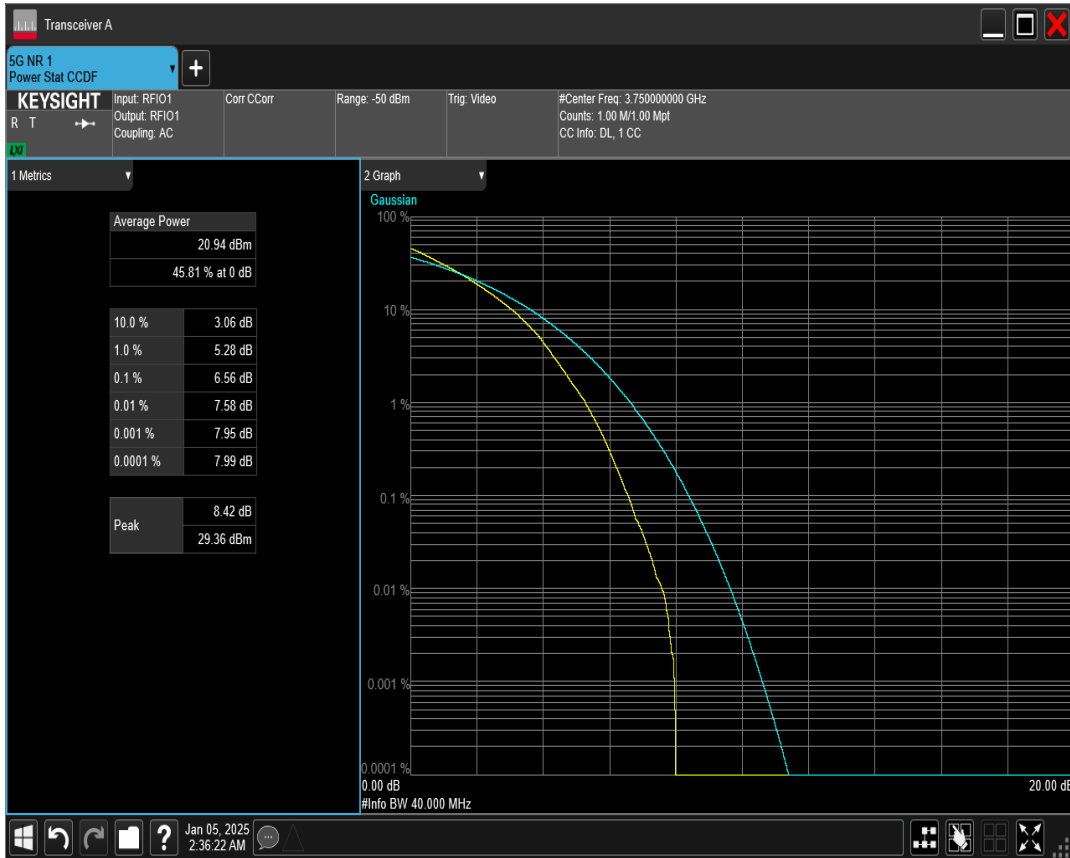 Transceiver A
5G NR 1
Power Stat CCDF
KEYSIGHT
R T
LXI
Input: RFIO1
Output: RFIO1
Coupling: AC
Corr CCorr
Range: -50 dBm
Trig: Video
#Center Freq: 3.750000000 GHz
Counts: 1.00 M/1.00 Mpt
CC Info: DL, 1 CC
1 Metrics
Average Power
20.94 dBm
45.81 % at 0 dB
10.0 % 3.06 dB
1.0 % 5.28 dB
0.1 % 6.56 dB
0.01 % 7.58 dB
0.001 % 7.95 dB
0.0001 % 7.99 dB
Peak
8.42 dB
29.36 dBm
2 Graph
Gaussian
100 %
10 %
1 %
0.1 %
0.01 %
0.001 %
0.0001 %
0.00 dB 20.00 dB
#Info BW 40.000 MHz
?
Jan 05, 2025
2:36:22 AM